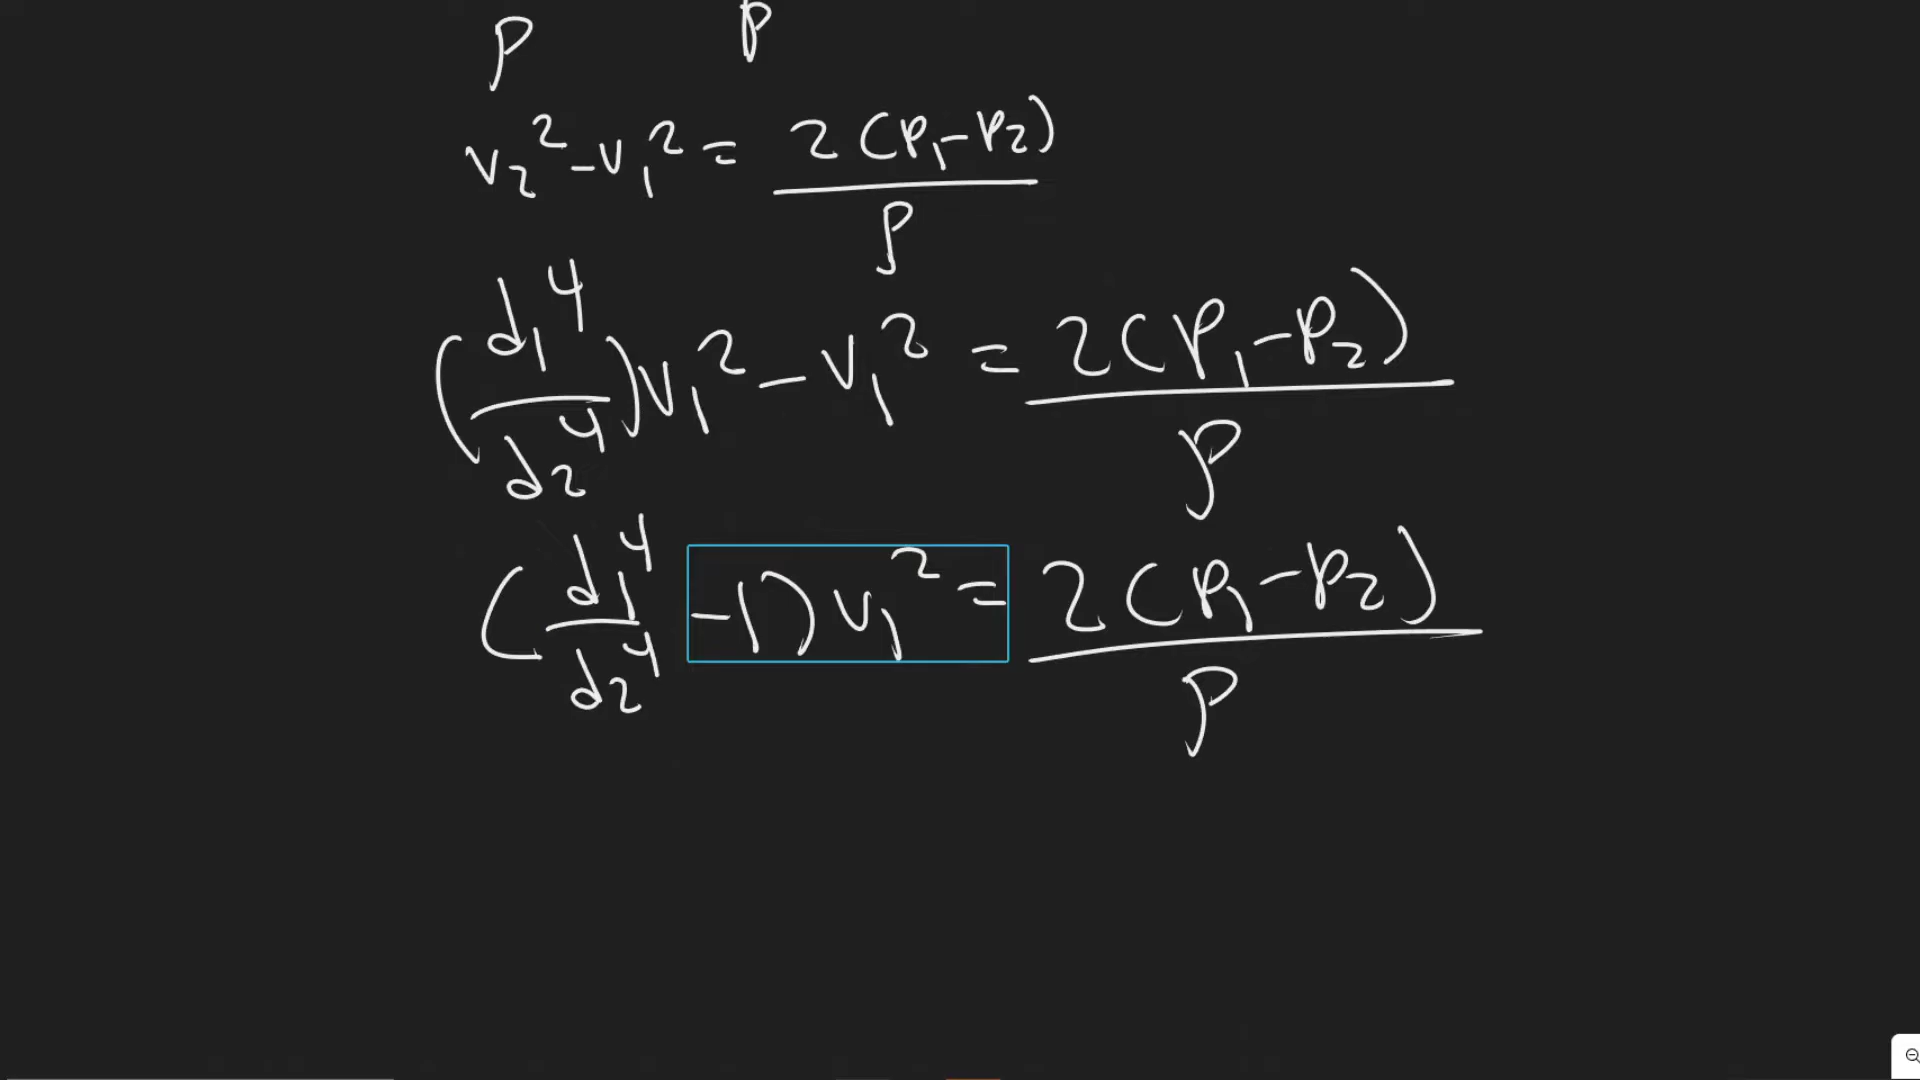 ρ ρ
v₂² - v₁² = 2(p₁ - p₂) / ρ
(d₁⁴ / d₂⁴) v₁² - v₁² = 2(p₁ - p₂) / ρ
(d₁⁴ / d₂⁴ - 1) v₁² = 2(p₁ - p₂) / ρ